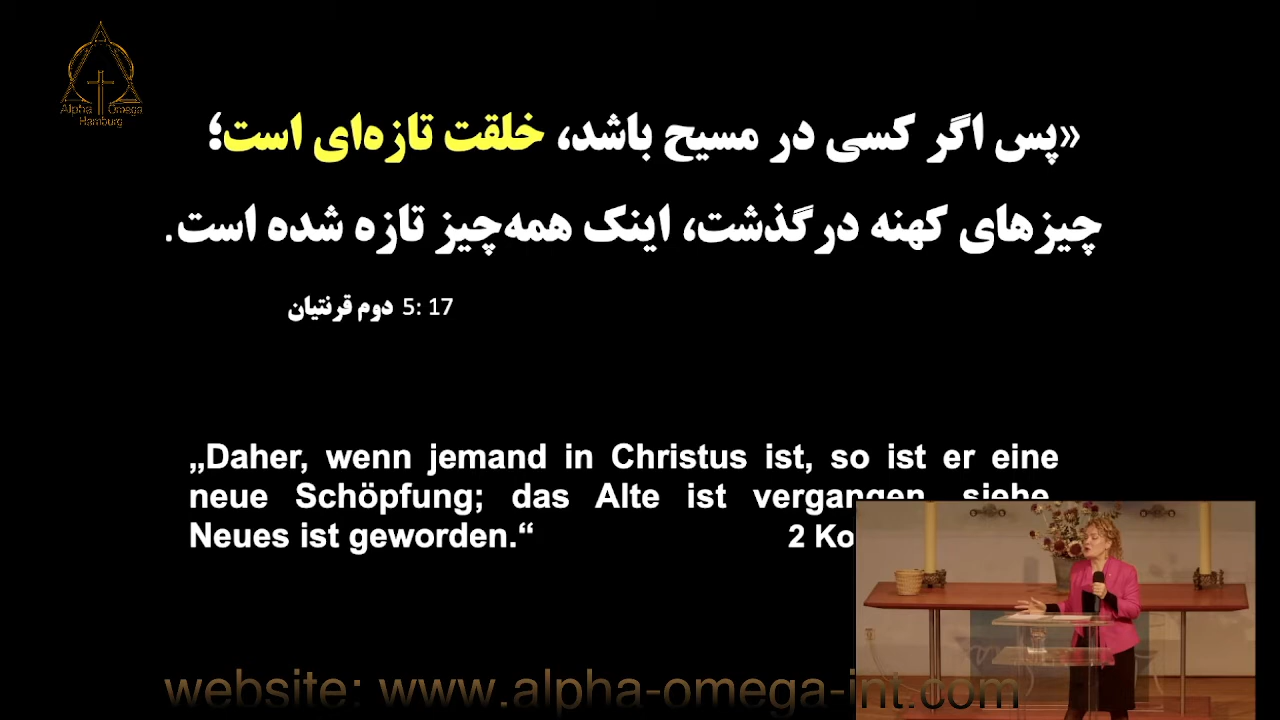 Alpha Omega
Hamburg
«پس اگر کسی در مسیح باشد، خلقت تازه‌ای است؛
چیزهای کهنه درگذشت، اینک همه‌چیز تازه شده است.
دوم قرنتیان 5: 17
„Daher, wenn jemand in Christus ist, so ist er eine
neue Schöpfung; das Alte ist vergangen, siehe
Neues ist geworden.“ 2 Ko
website: www.alpha-omega-int.com